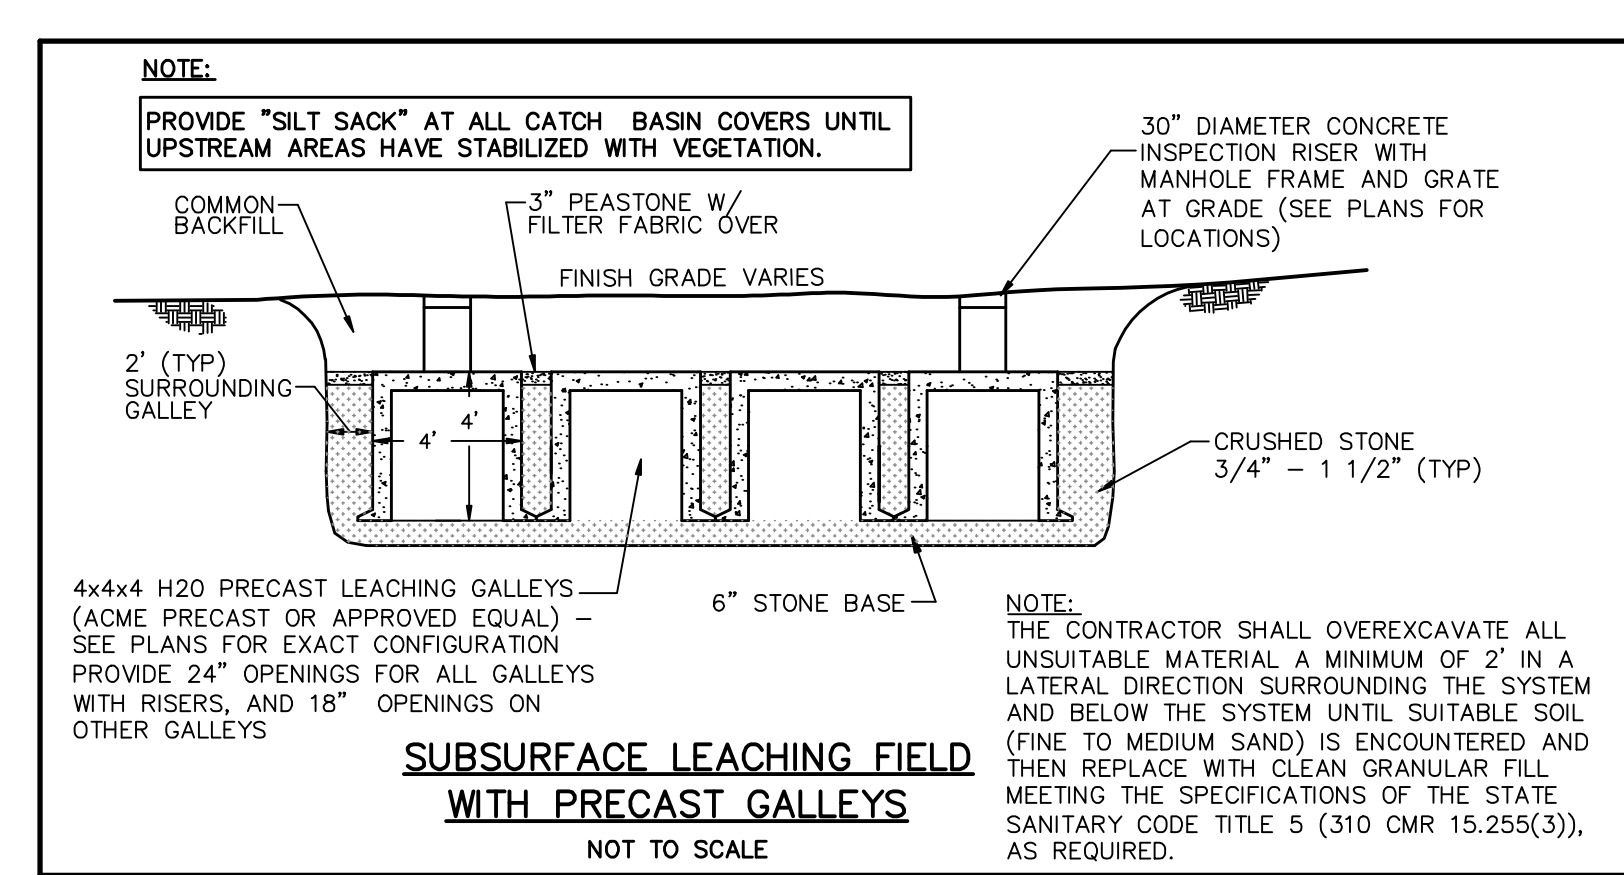 NOTE:
PROVIDE "SILT SACK" AT ALL CATCH BASIN COVERS UNTIL
UPSTREAM AREAS HAVE STABILIZED WITH VEGETATION.
30" DIAMETER CONCRETE
INSPECTION RISER WITH
MANHOLE FRAME AND GRATE
AT GRADE (SEE PLANS FOR
LOCATIONS)
COMMON
BACKFILL
3" PEASTONE W/
FILTER FABRIC OVER
FINISH GRADE VARIES
2' (TYP)
SURROUNDING
GALLEY
4'
4'
CRUSHED STONE
3/4" – 1 1/2" (TYP)
4x4x4 H20 PRECAST LEACHING GALLEYS
(ACME PRECAST OR APPROVED EQUAL) –
SEE PLANS FOR EXACT CONFIGURATION
PROVIDE 24" OPENINGS FOR ALL GALLEYS
WITH RISERS, AND 18" OPENINGS ON
OTHER GALLEYS
6" STONE BASE
NOTE:
THE CONTRACTOR SHALL OVEREXCAVATE ALL
UNSUITABLE MATERIAL A MINIMUM OF 2' IN A
LATERAL DIRECTION SURROUNDING THE SYSTEM
AND BELOW THE SYSTEM UNTIL SUITABLE SOIL
(FINE TO MEDIUM SAND) IS ENCOUNTERED AND
THEN REPLACE WITH CLEAN GRANULAR FILL
MEETING THE SPECIFICATIONS OF THE STATE
SANITARY CODE TITLE 5 (310 CMR 15.255(3)),
AS REQUIRED.
SUBSURFACE LEACHING FIELD
WITH PRECAST GALLEYS
NOT TO SCALE